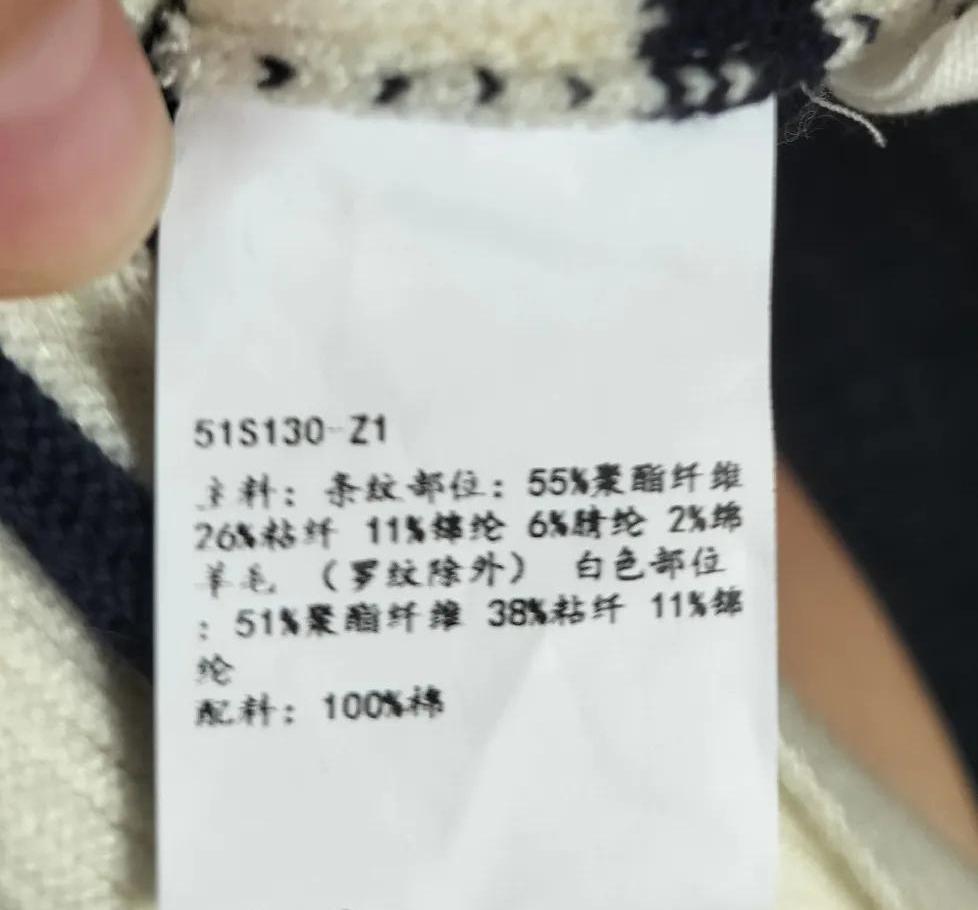 51S130-Z1
主料：条纹部位：55%聚酯纤维
26%粘纤 11%锦纶 6%腈纶 2%绵
羊毛 （罗纹除外） 白色部位
：51%聚酯纤维 38%粘纤 11%锦
纶
配料：100%棉